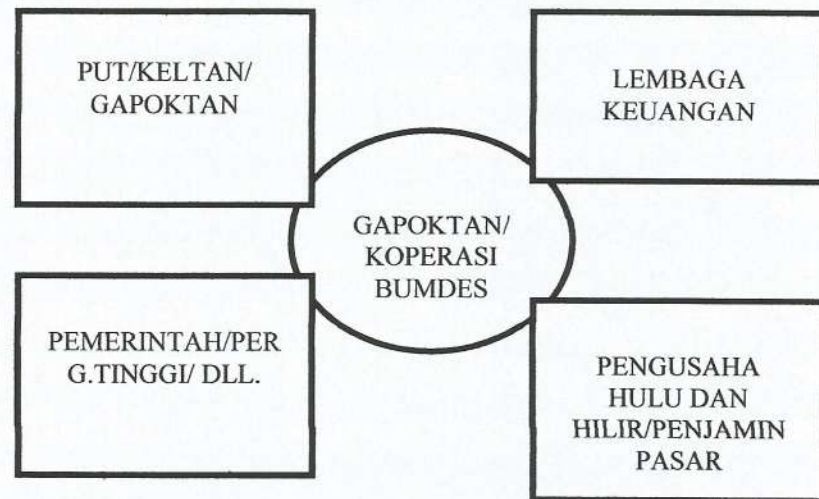 PUT/KELTAN/
GAPOKTAN
LEMBAGA
KEUANGAN
GAPOKTAN/
KOPERASI
BUMDES
PEMERINTAH/PER
G.TINGGI/ DLL.
PENGUSAHA
HULU DAN
HILIR/PENJAMIN
PASAR